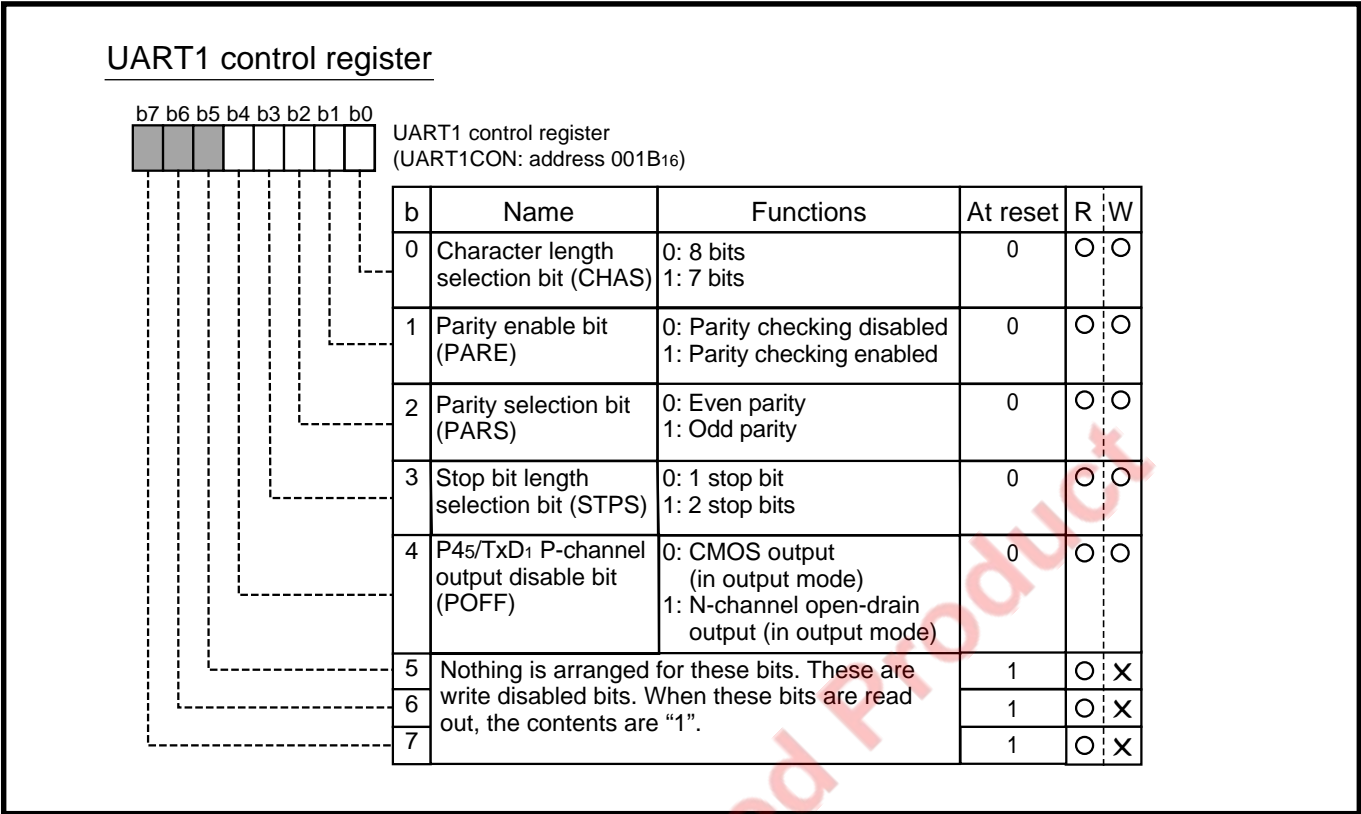 UART1 control register
b7 b6 b5 b4 b3 b2 b1 b0
UART1 control register
(UART1CON: address 001B16)
b Name Functions At reset R W
0 Character length selection bit (CHAS) 0: 8 bits 1: 7 bits 0 O O
1 Parity enable bit (PARE) 0: Parity checking disabled 1: Parity checking enabled 0 O O
2 Parity selection bit (PARS) 0: Even parity 1: Odd parity 0 O O
3 Stop bit length selection bit (STPS) 0: 1 stop bit 1: 2 stop bits 0 O O
4 P45/TxD1 P-channel output disable bit (POFF) 0: CMOS output (in output mode) 1: N-channel open-drain output (in output mode) 0 O O
5 Nothing is arranged for these bits. These are 1 O X
6 write disabled bits. When these bits are read 1 O X
7 out, the contents are “1”. 1 O X
Product